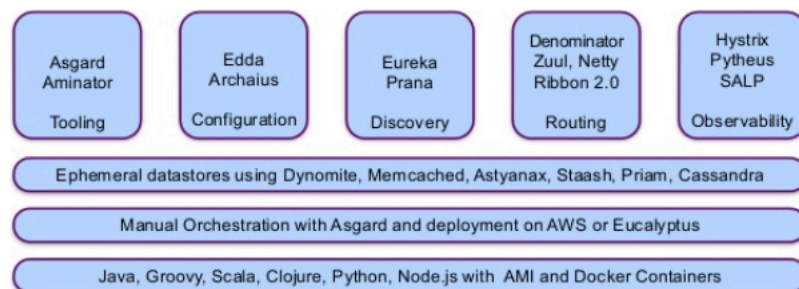 Asgard
Aminator
Tooling
Edda
Archaius
Configuration
Eureka
Prana
Discovery
Denominator
Zuul, Netty
Ribbon 2.0
Routing
Hystrix
Pytheus
SALP
Observability
Ephemeral datastores using Dynomite, Memcached, Astyanax, Staash, Priam, Cassandra
Manual Orchestration with Asgard and deployment on AWS or Eucalyptus
Java, Groovy, Scala, Clojure, Python, Node.js with AMI and Docker Containers